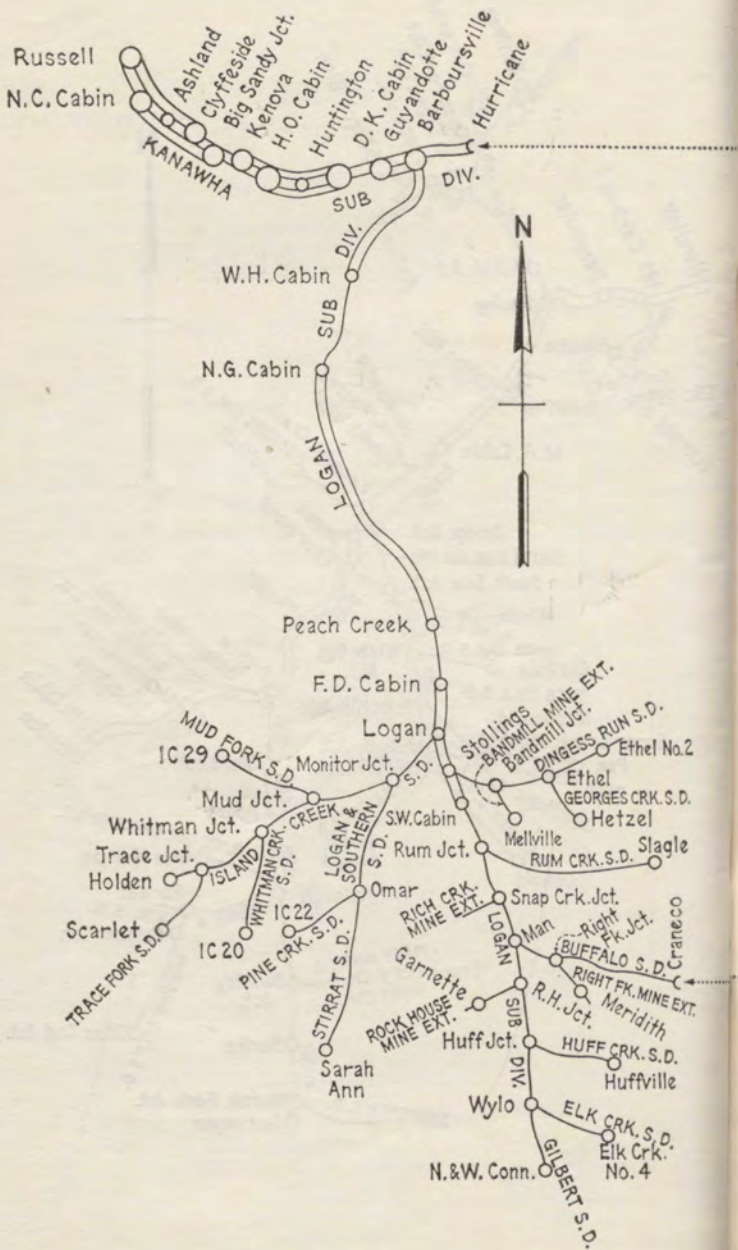 Russell
N.C. Cabin
Ashland
Clyffeside
Big Sandy Jct.
Kenova
H.O. Cabin
Huntington
D.K. Cabin
Guyandotte
Barboursville
Hurricane
KANAWHA
SUB
DIV.
W.H. Cabin
N.G. Cabin
LOGAN
SUB
DIV.
N
Peach Creek
F.D. Cabin
Logan
Stollings
BANDMILL MINE EXT.
Bandmill Jct.
DINGESS RUN S.D.
Ethel No.2
Ethel
GEORGES CRK. S.D.
Hetzel
Mellville
MUD FORK S.D.
IC 29
Monitor Jct.
S.D.
Mud Jct.
CREEK
Whitman Jct.
ISLAND
Trace Jct.
Holden
Scarlet
TRACE FORK S.D.
WHITMAN CRK.
S.D.
IC 20
LOGAN &
SOUTHERN
S.D.
Omar
IC22
PINE CRK. S.D.
STIRRAT S.D.
Sarah
Ann
S.W. Cabin
Rum Jct.
RUM CRK. S.D.
Slagle
RICH CRK.
MINE EXT.
Snap Crk. Jct.
LOGAN
SUB
DIV.
Man
Right
Fk. Jct.
BUFFALO S.D.
Craneco
RIGHT FK. MINE EXT.
Meridith
Garnette
ROCK HOUSE
MINE EXT.
R.H. Jct.
Huff Jct.
HUFF CRK. S.D.
Huffville
Wylo
ELK CRK. S.D.
Elk Crk.
No. 4
N.&W. Conn.
GILBERT S.D.